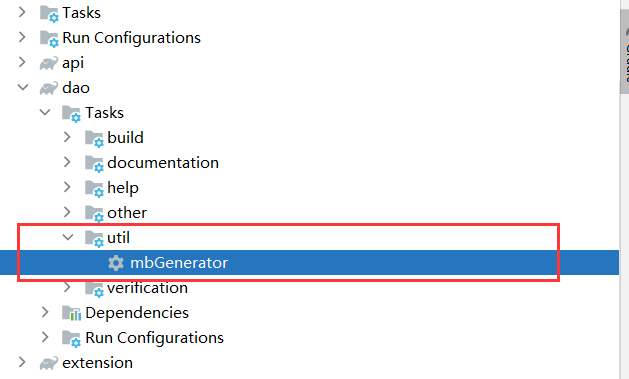 Tasks
Run Configurations
api
dao
Tasks
build
documentation
help
other
util
mbGenerator
verification
Dependencies
Run Configurations
extension